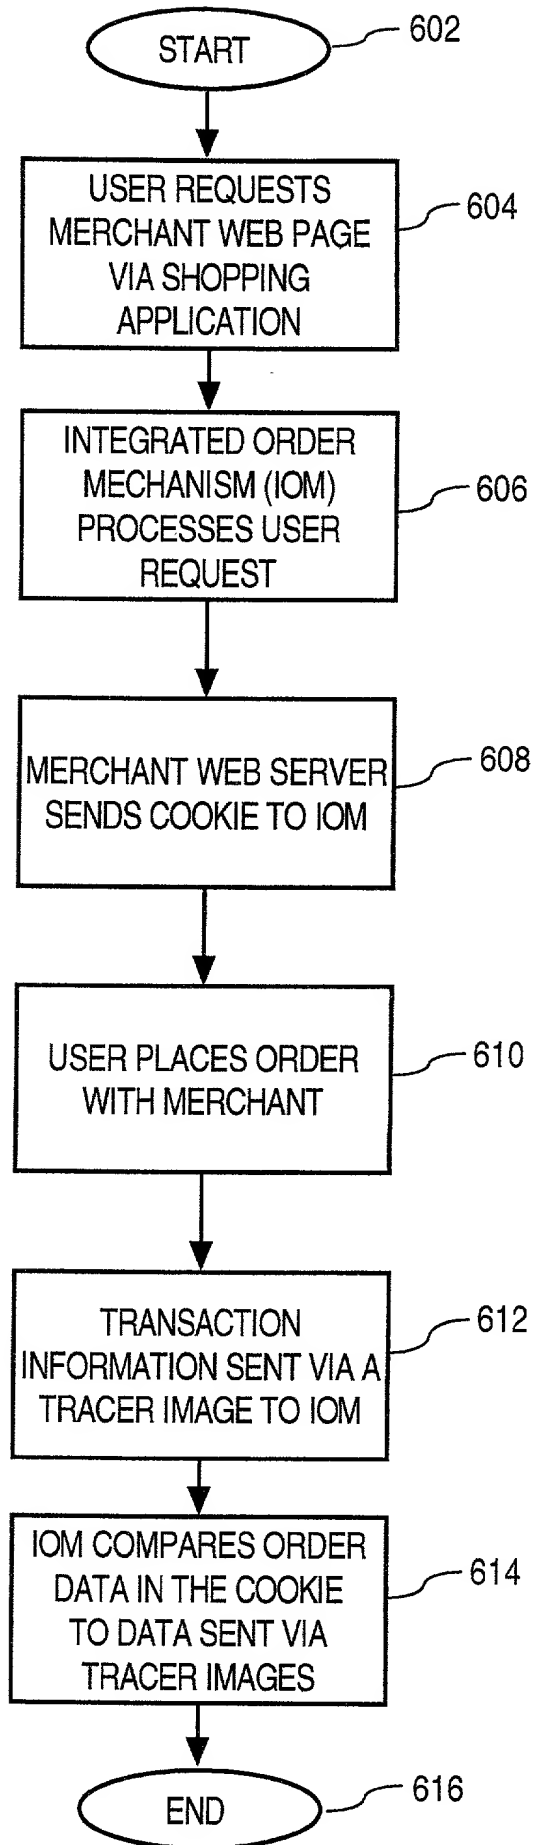 START
602
USER REQUESTS
MERCHANT WEB PAGE
VIA SHOPPING
APPLICATION
604
INTEGRATED ORDER
MECHANISM (IOM)
PROCESSES USER
REQUEST
606
MERCHANT WEB SERVER
SENDS COOKIE TO IOM
608
USER PLACES ORDER
WITH MERCHANT
610
TRANSACTION
INFORMATION SENT VIA A
TRACER IMAGE TO IOM
612
IOM COMPARES ORDER
DATA IN THE COOKIE
TO DATA SENT VIA
TRACER IMAGES
614
END
616